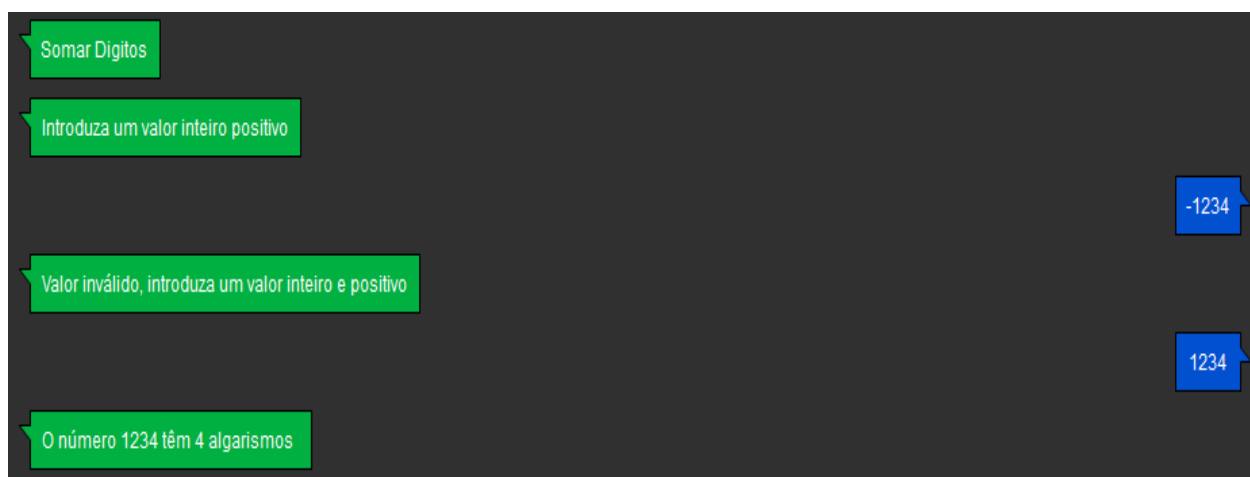 Somar Digitos
Introduza um valor inteiro positivo
-1234
Valor inválido, introduza um valor inteiro e positivo
1234
O número 1234 têm 4 algarismos